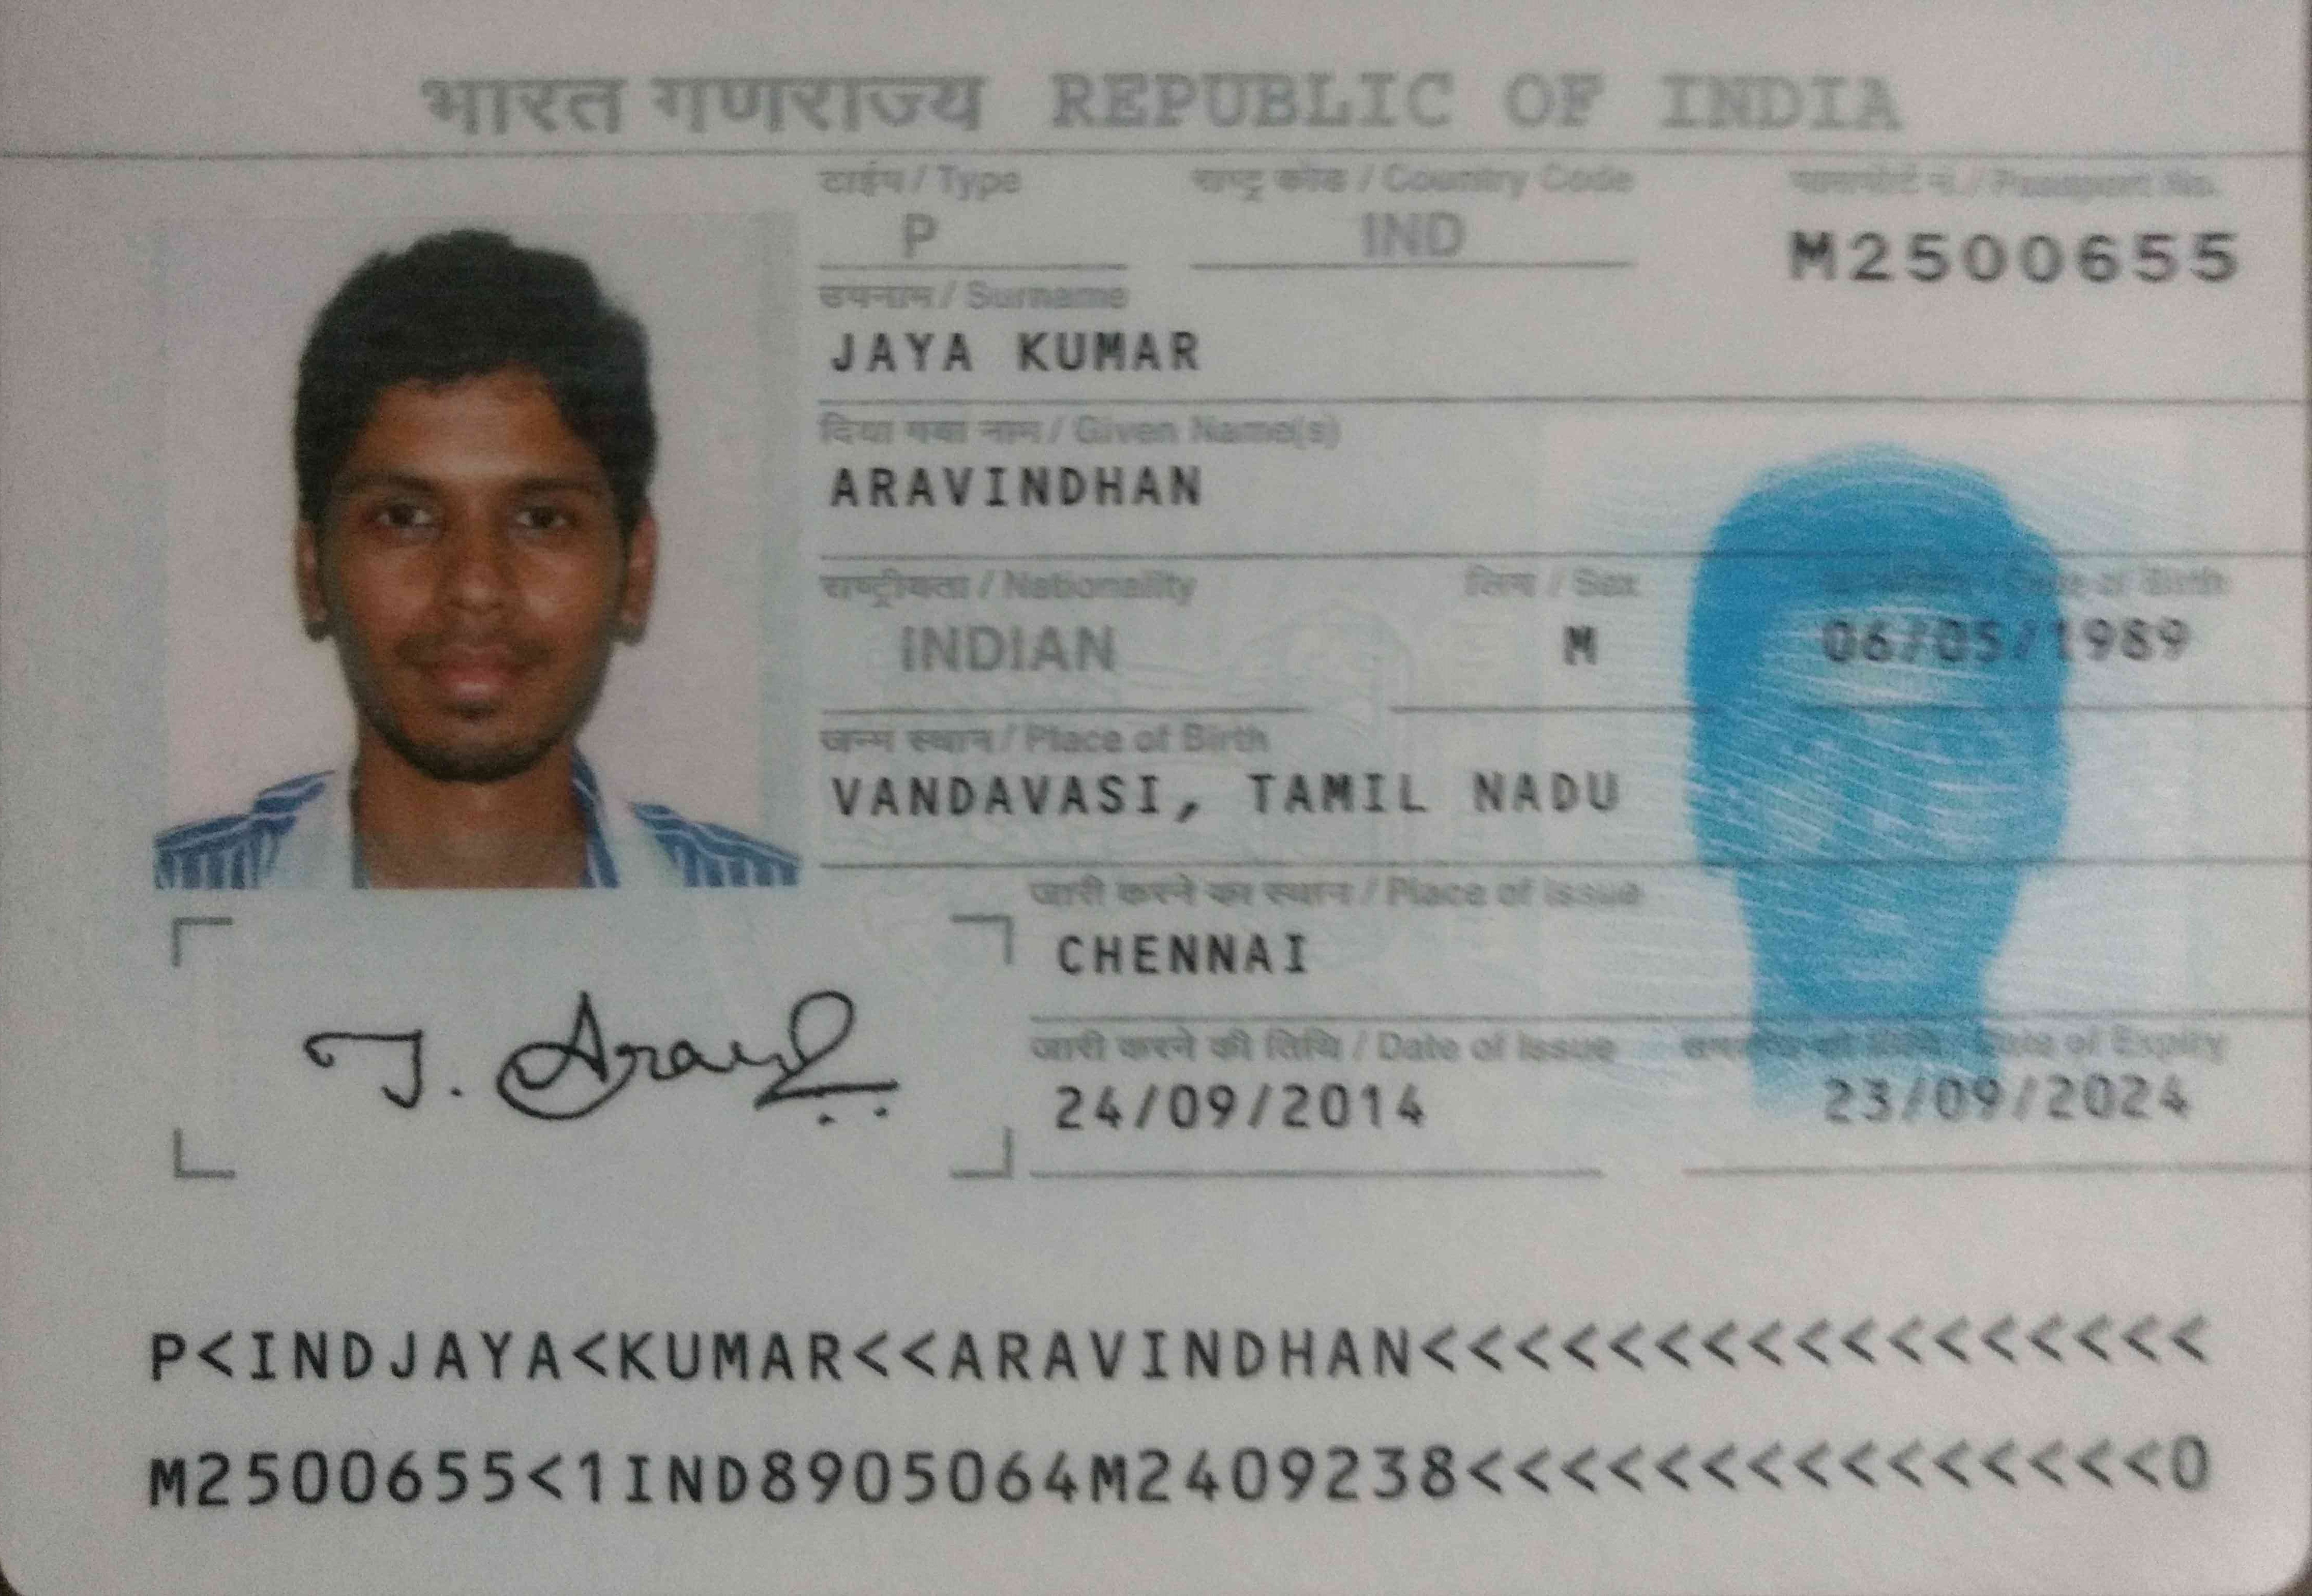 भारत गणराज्य REPUBLIC OF INDIA
टाईप / Type राष्ट्र कोड / Country Code पासपोर्ट नं. / Passport No.
P IND M2500655
उपनाम / Surname
JAYA KUMAR
दिया गया नाम / Given Name(s)
ARAVINDHAN
राष्ट्रीयता / Nationality लिंग / Sex Date of Birth
INDIAN M 06/05/1989
जन्म स्थान / Place of Birth
VANDAVASI, TAMIL NADU
जारी करने का स्थान / Place of Issue
CHENNAI
जारी करने की तिथि / Date of Issue समाप्ति की तिथि / Date of Expiry
24/09/2014 23/09/2024
J. Aravind
P<INDJAYA<KUMAR<<ARAVINDHAN<<<<<<<<<<<<<<<<<
M2500655<1IND8905064M2409238<<<<<<<<<<<<<<<0